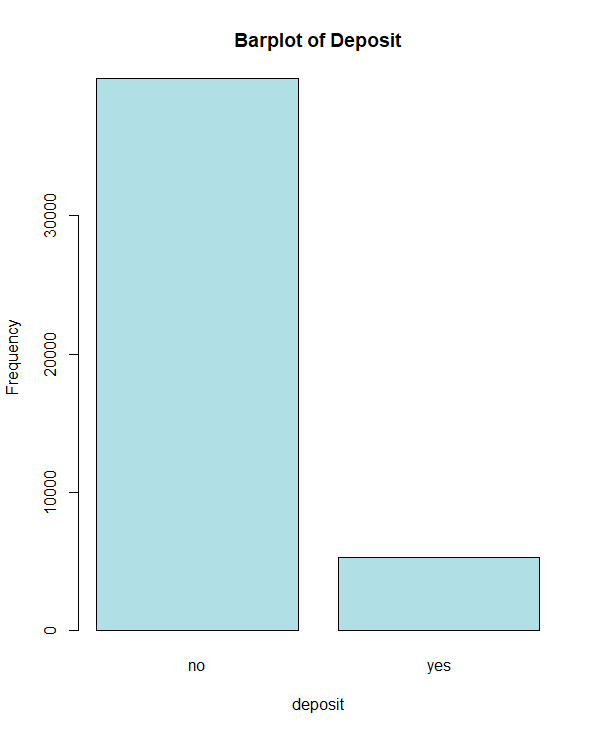 Barplot of Deposit
Frequency
30000
20000
10000
0
no yes
deposit